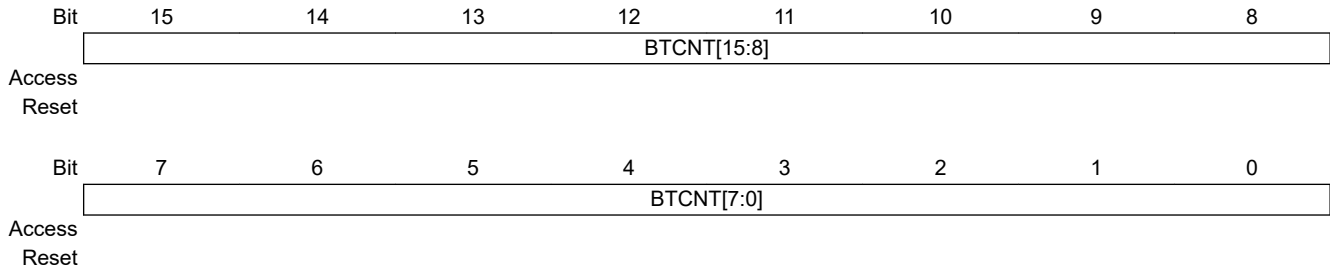 Bit 15 14 13 12 11 10 9 8
BTCNT[15:8]
Access
Reset
Bit 7 6 5 4 3 2 1 0
BTCNT[7:0]
Access
Reset